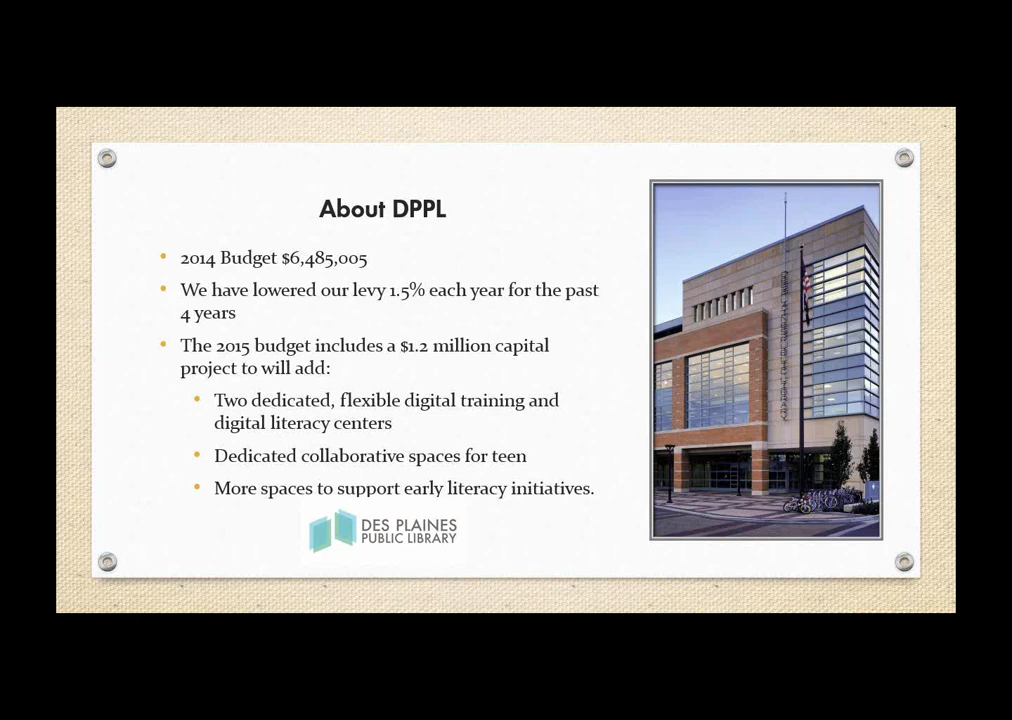 About DPPL
2014 Budget $6,485,005
We have lowered our levy 1.5% each year for the past
4 years
The 2015 budget includes a $1.2 million capital
project to will add:
Two dedicated, flexible digital training and
digital literacy centers
Dedicated collaborative spaces for teen
More spaces to support early literacy initiatives.
DES PLAINES
PUBLIC LIBRARY